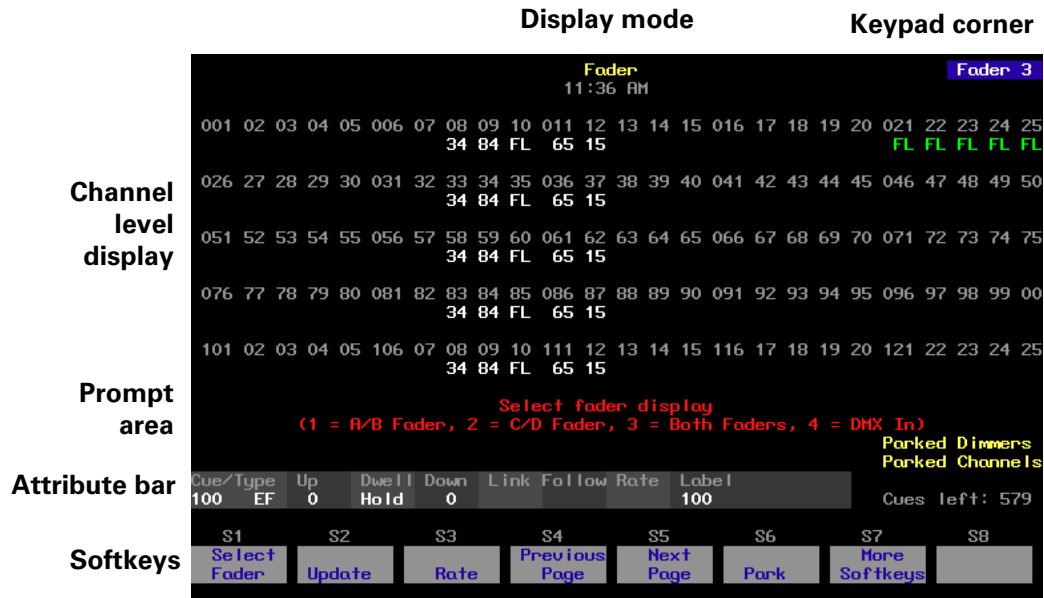 Display mode
Keypad corner
Fader
Fader 3
11:36 AM
001 02 03 04 05 006 07 08 09 10 011 12 13 14 15 016 17 18 19 20 021 22 23 24 25
34 84 FL 65 15 FL FL FL FL FL
Channel level display
026 27 28 29 30 031 32 33 34 35 036 37 38 39 40 041 42 43 44 45 046 47 48 49 50
34 84 FL 65 15
051 52 53 54 55 056 57 58 59 60 061 62 63 64 65 066 67 68 69 70 071 72 73 74 75
34 84 FL 65 15
076 77 78 79 80 081 82 83 84 85 086 87 88 89 90 091 92 93 94 95 096 97 98 99 00
34 84 FL 65 15
101 02 03 04 05 106 07 08 09 10 111 12 13 14 15 116 17 18 19 20 121 22 23 24 25
34 84 FL 65 15
Prompt area
Select fader display
(1 = A/B Fader, 2 = C/D Fader, 3 = Both Faders, 4 = DMX In)
Parked Dimmers
Parked Channels
Attribute bar
Cue/Type Up Dwell Down Link Follow Rate Label
100 EF 0 Hold 0 100
Cues left: 579
S1 S2 S3 S4 S5 S6 S7 S8
Softkeys
Select Previous Next More
Fader Update Rate Page Page Park Softkeys